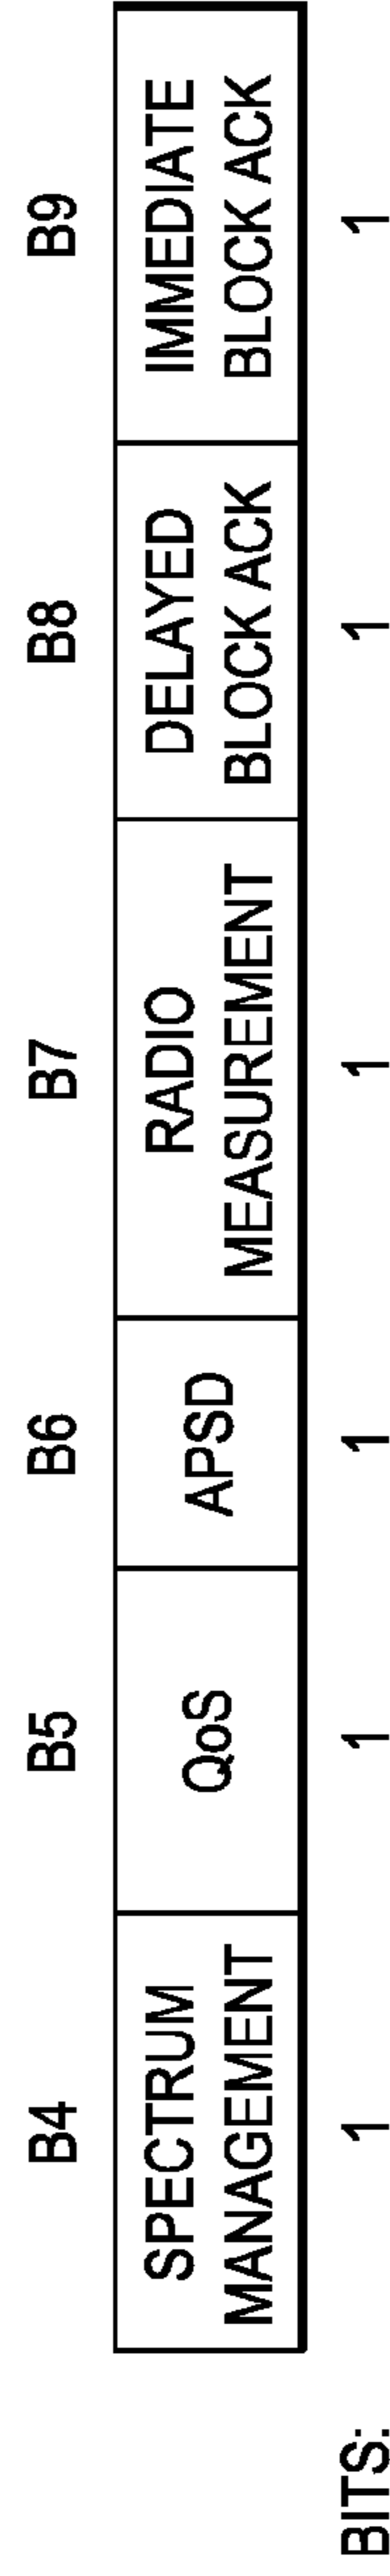 B4 B5 B6 B7 B8 B9
SPECTRUM MANAGEMENT QoS APSD RADIO MEASUREMENT DELAYED BLOCK ACK IMMEDIATE BLOCK ACK
BITS: 1 1 1 1 1 1